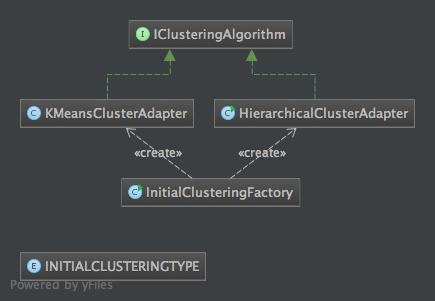 I IClusteringAlgorithm
C KMeansClusterAdapter
C HierarchicalClusterAdapter
«create»
«create»
C InitialClusteringFactory
E INITIALCLUSTERINGTYPE
Powered by yFiles